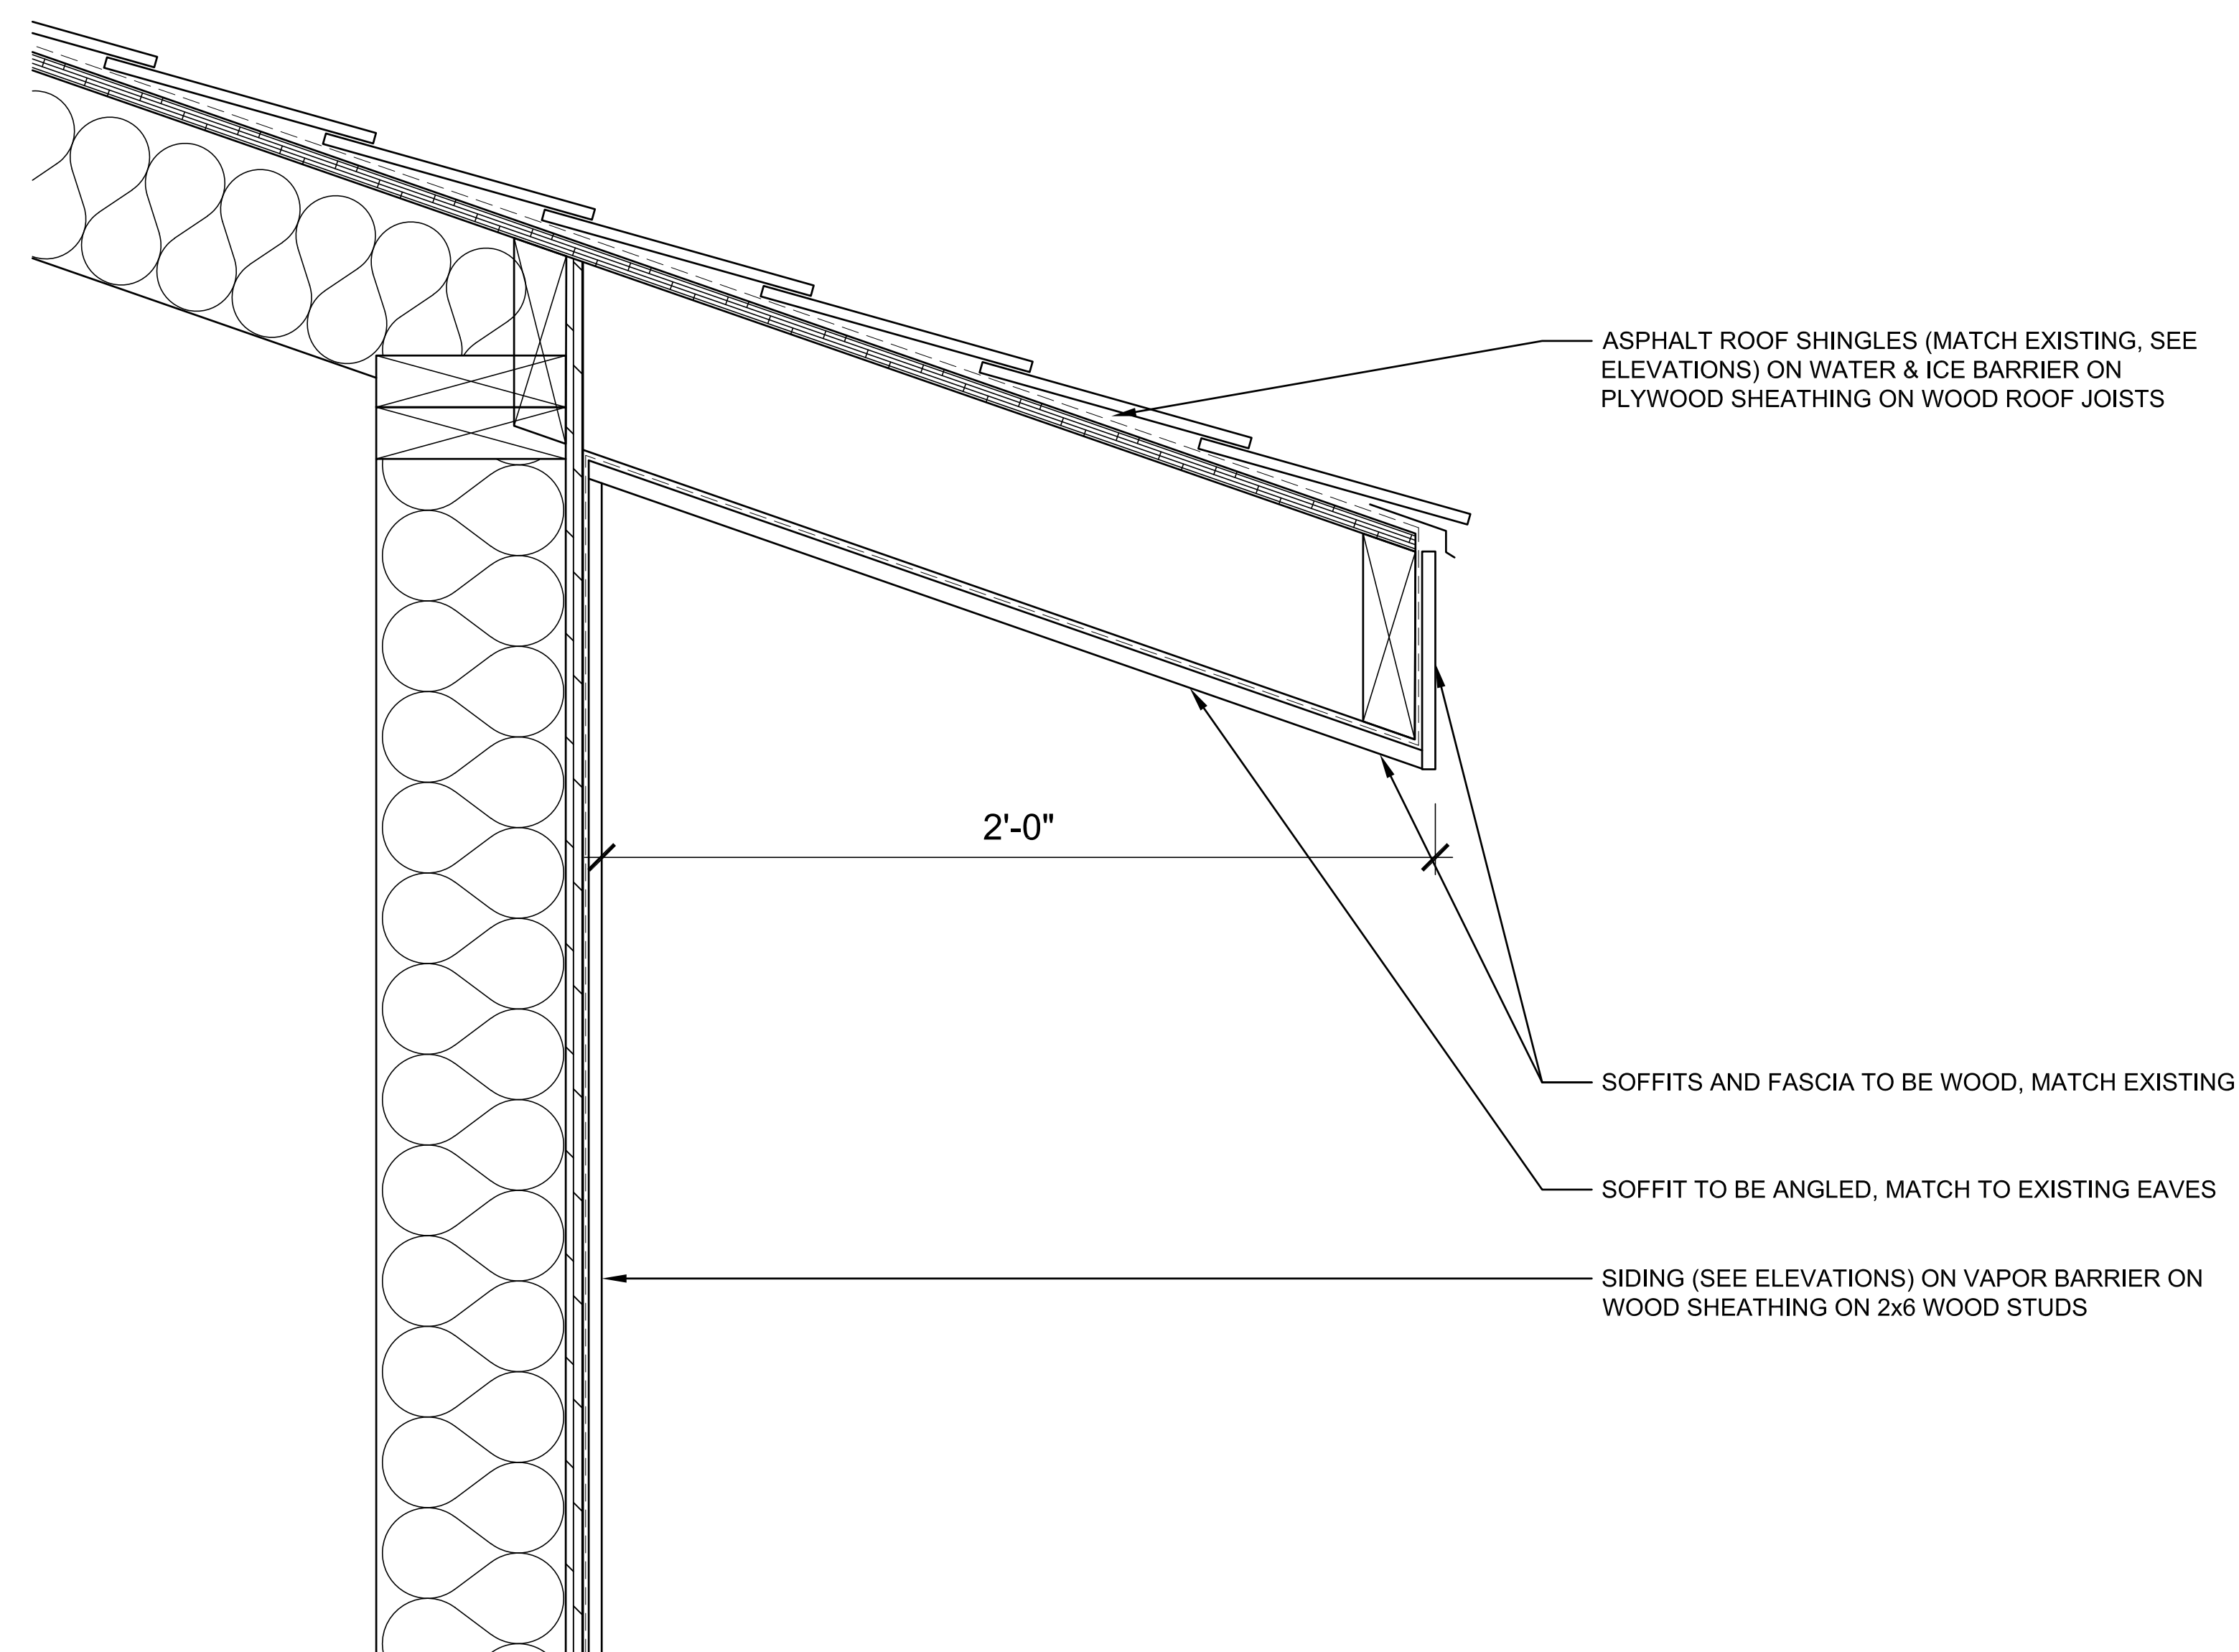 ASPHALT ROOF SHINGLES (MATCH EXISTING, SEE
ELEVATIONS) ON WATER & ICE BARRIER ON
PLYWOOD SHEATHING ON WOOD ROOF JOISTS
2'-0"
SOFFITS AND FASCIA TO BE WOOD, MATCH EXISTING
SOFFIT TO BE ANGLED, MATCH TO EXISTING EAVES
SIDING (SEE ELEVATIONS) ON VAPOR BARRIER ON
WOOD SHEATHING ON 2x6 WOOD STUDS